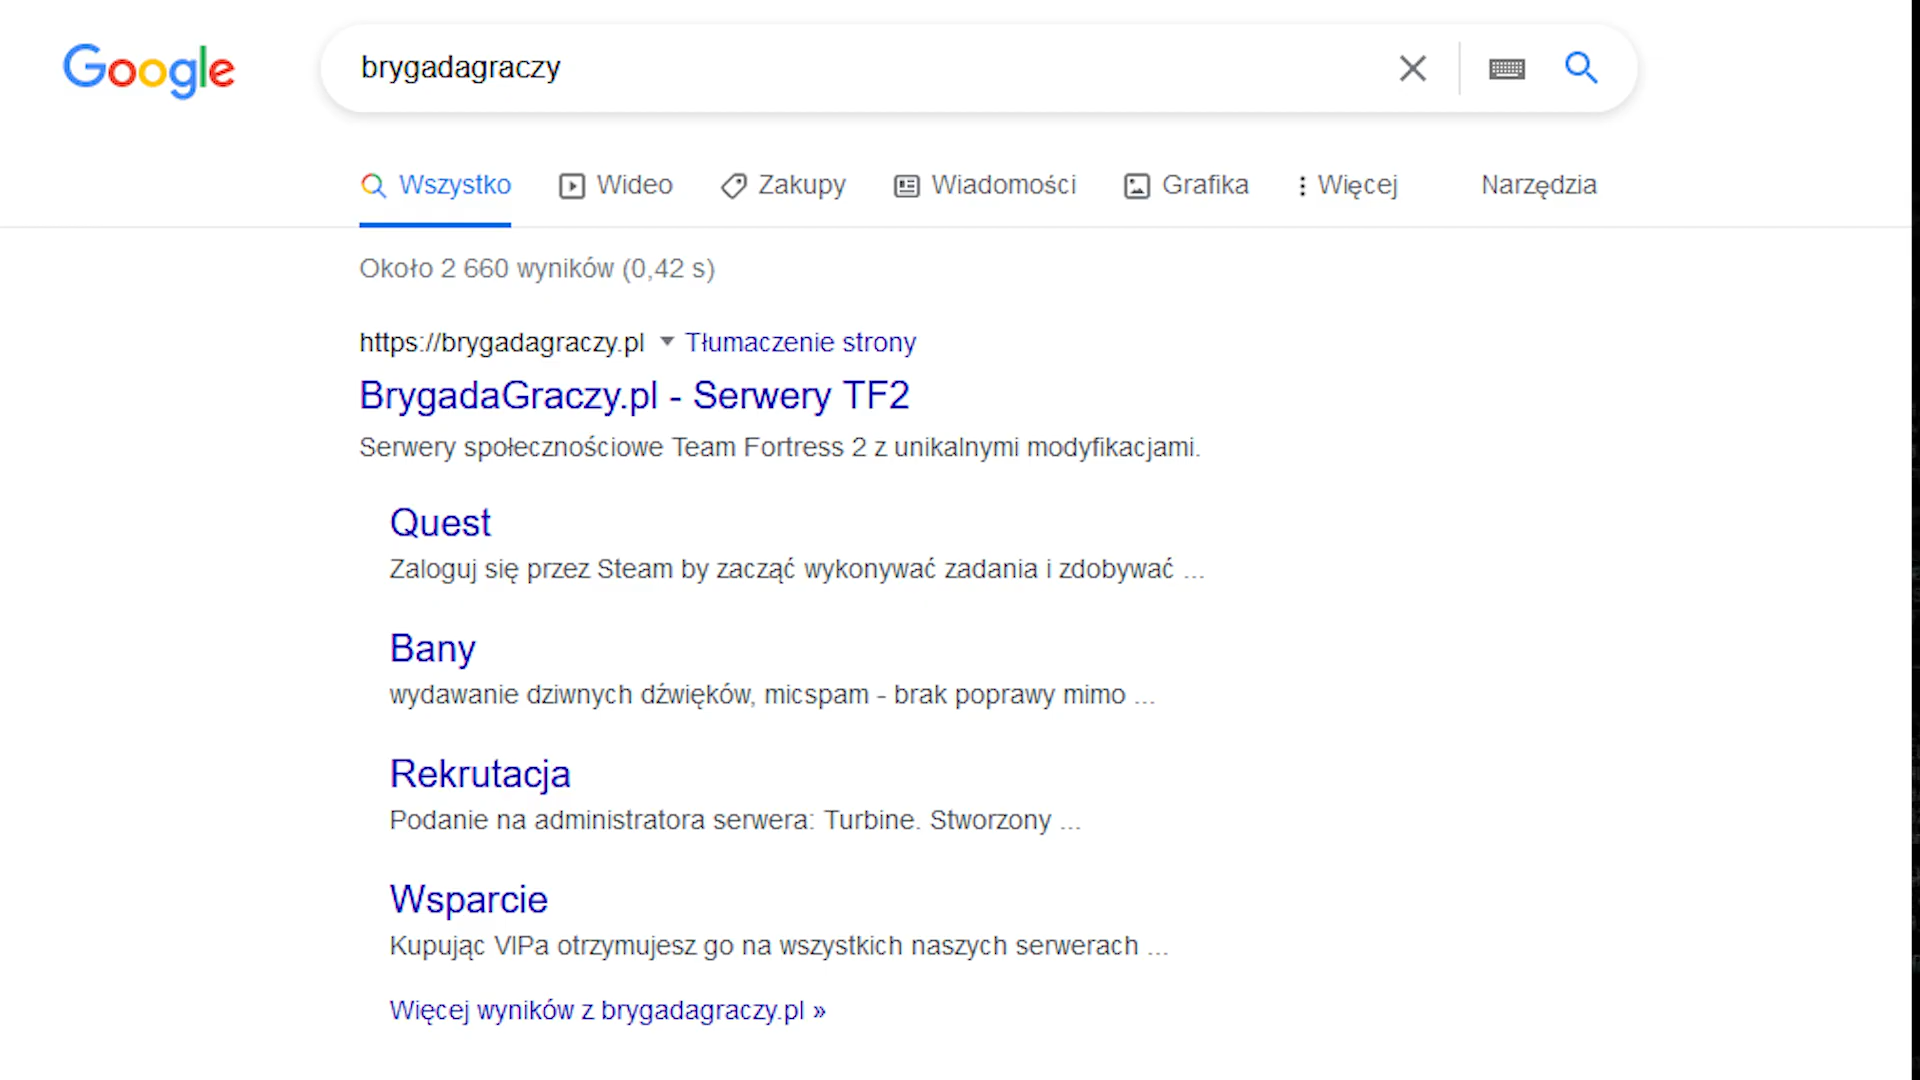 Google
brygadagraczy
Wszystko Wideo Zakupy Wiadomości Grafika Więcej Narzędzia
Około 2 660 wyników (0,42 s)
https://brygadagraczy.pl Tłumaczenie strony
BrygadaGraczy.pl - Serwery TF2
Serwery społecznościowe Team Fortress 2 z unikalnymi modyfikacjami.
Quest
Zaloguj się przez Steam by zacząć wykonywać zadania i zdobywać ...
Bany
wydawanie dziwnych dźwięków, micspam - brak poprawy mimo ...
Rekrutacja
Podanie na administratora serwera: Turbine. Stworzony ...
Wsparcie
Kupując VIPa otrzymujesz go na wszystkich naszych serwerach ...
Więcej wyników z brygadagraczy.pl »